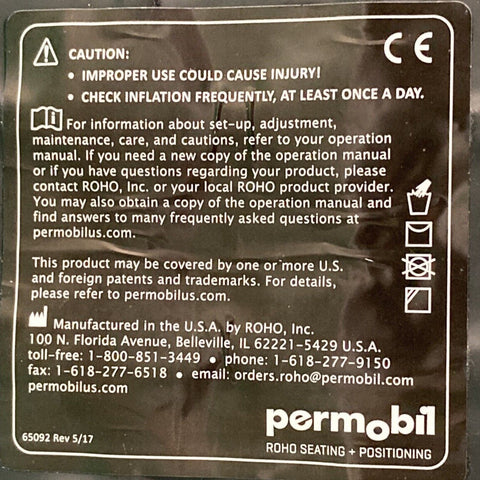 CAUTION:
• IMPROPER USE COULD CAUSE INJURY!
• CHECK INFLATION FREQUENTLY, AT LEAST ONCE A DAY.
CE
For information about set-up, adjustment,
maintenance, care, and cautions, refer to your operation
manual. If you need a new copy of the operation manual
or if you have questions regarding your product, please
contact ROHO, Inc. or your local ROHO product provider.
You may also obtain a copy of the operation manual and
find answers to many frequently asked questions at
permobilus.com.
This product may be covered by one or more U.S.
and foreign patents and trademarks. For details,
please refer to permobilus.com.
Manufactured in the U.S.A. by ROHO, Inc.
100 N. Florida Avenue, Belleville, IL 62221-5429 U.S.A.
toll-free: 1-800-851-3449 • phone: 1-618-277-9150
fax: 1-618-277-6518 • email: orders.roho@permobil.com
permobilus.com
permobil
ROHO SEATING + POSITIONING
65092 Rev 5/17